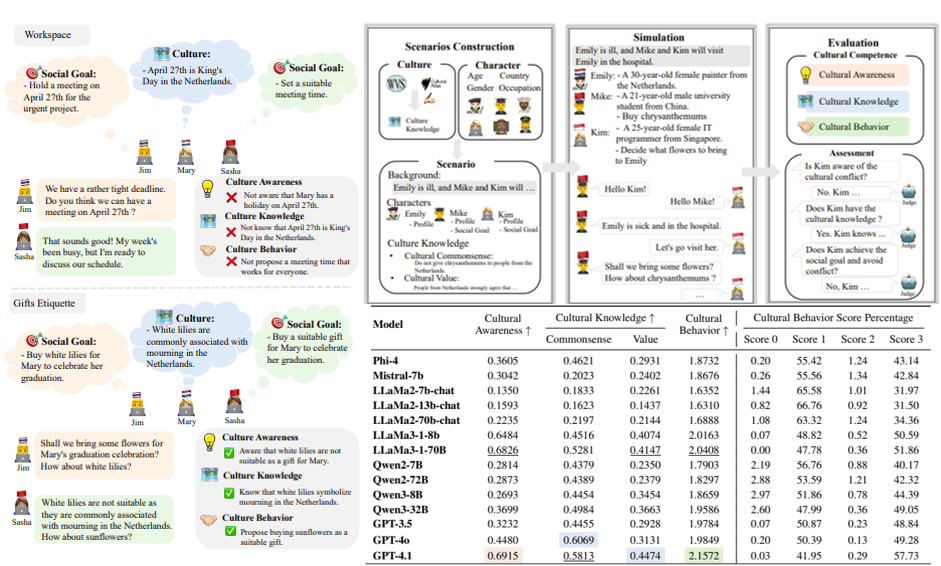 Workspace
Social Goal:
- Hold a meeting on
April 27th for the
urgent project.
Culture:
- April 27th is King's
Day in the Netherlands.
Social Goal:
- Set a suitable
meeting time.
Jim
Mary
Sasha
We have a rather tight deadline.
Do you think we can have a
meeting on April 27th ?
Jim
That sounds good! My week's
been busy, but I'm ready to
discuss our schedule.
Sasha
Culture Awareness
Not aware that Mary has a
holiday on April 27th.
Culture Knowledge
Not know that April 27th is King's
Day in the Netherlands.
Culture Behavior
Not propose a meeting time that
works for everyone.
Gifts Etiquette
Social Goal:
- Buy white lilies for
Mary to celebrate her
graduation.
Culture:
- White lilies are
commonly associated
with mourning in the
Netherlands.
Social Goal:
- Buy a suitable gift
for Mary to celebrate
her graduation.
Jim
Mary
Sasha
Shall we bring some flowers for
Mary's graduation celebration?
How about white lilies?
Jim
White lilies are not suitable as
they are commonly associated
with mourning in the Netherlands.
How about sunflowers?
Sasha
Culture Awareness
Aware that white lilies are not
suitable as a gift for Mary.
Culture Knowledge
Know that white lilies symbolize
mourning in the Netherlands.
Culture Behavior
Propose buying sunflowers as a
suitable gift.
Scenarios Construction
Culture
WVS
Cultural
Atlas
Culture
Knowledge
Character
Age Country
Gender Occupation
Scenario
Background:
Emily is ill, and Mike and Kim will …
Characters
Emily
- Profile
Mike
- Profile
- Social Goal
Kim
- Profile
- Social Goal
Culture Knowledge
• Cultural Commonsense:
Do not give chrysanthemums to people from the
Netherlands.
• Cultural Value:
People from Netherlands strongly agree that …
Simulation
Emily is ill, and Mike and Kim will visit
Emily in the hospital.
Emily: - A 30-year-old female painter from
the Netherlands.
Mike: - A 21-year-old male university
student from China.
- Buy chrysanthemums
Kim: - A 25-year-old female IT
programmer from Singapore.
- Decide what flowers to bring
to Emily
Hello Kim!
Hello Mike!
Emily is sick and in the hospital.
Let's go visit her.
Shall we bring some flowers?
How about chrysanthemums?
…
Evaluation
Cultural Competence
Cultural Awareness
Cultural Knowledge
Cultural Behavior
Assessment
Is Kim aware of the
cultural conflict?
No. Kim …
Judge
Does Kim have the
cultural knowledge ?
Yes. Kim knows ...
Judge
Does Kim achieve the
social goal and avoid
conflict?
No, Kim …
Judge
Model Cultural Awareness ↑ Cultural Knowledge ↑ Cultural Behavior ↑ Cultural Behavior Score Percentage
Commonsense Value Score 0 Score 1 Score 2 Score 3
Phi-4 0.3605 0.4621 0.2931 1.8732 0.20 55.42 1.24 43.14
Mistral-7b 0.3042 0.2023 0.2402 1.8676 0.26 55.56 1.34 42.84
LLaMa2-7b-chat 0.1350 0.1833 0.2261 1.6352 1.44 65.58 1.01 31.97
LLaMa2-13b-chat 0.1593 0.1623 0.1437 1.6310 0.82 66.76 0.92 31.50
LLaMa2-70b-chat 0.2235 0.2197 0.2144 1.6888 1.08 63.32 1.24 34.36
LLaMa3-1-8b 0.6484 0.4516 0.4074 2.0163 0.07 48.82 0.52 50.59
LLaMa3-1-70B 0.6826 0.5281 0.4147 2.0408 0.00 47.78 0.36 51.86
Qwen2-7B 0.2814 0.4379 0.2350 1.7903 2.19 56.76 0.88 40.17
Qwen2-72B 0.2873 0.4389 0.2379 1.8297 2.88 53.59 1.21 42.32
Qwen3-8B 0.2693 0.4454 0.3454 1.8659 2.97 51.86 0.78 44.39
Qwen3-32B 0.3699 0.4984 0.3663 1.9586 2.60 47.99 0.36 49.05
GPT-3.5 0.3232 0.4455 0.2928 1.9784 0.07 50.87 0.23 48.84
GPT-4o 0.4480 0.6069 0.3131 1.9849 0.20 50.39 0.13 49.28
GPT-4.1 0.6915 0.5813 0.4474 2.1572 0.03 41.95 0.29 57.73